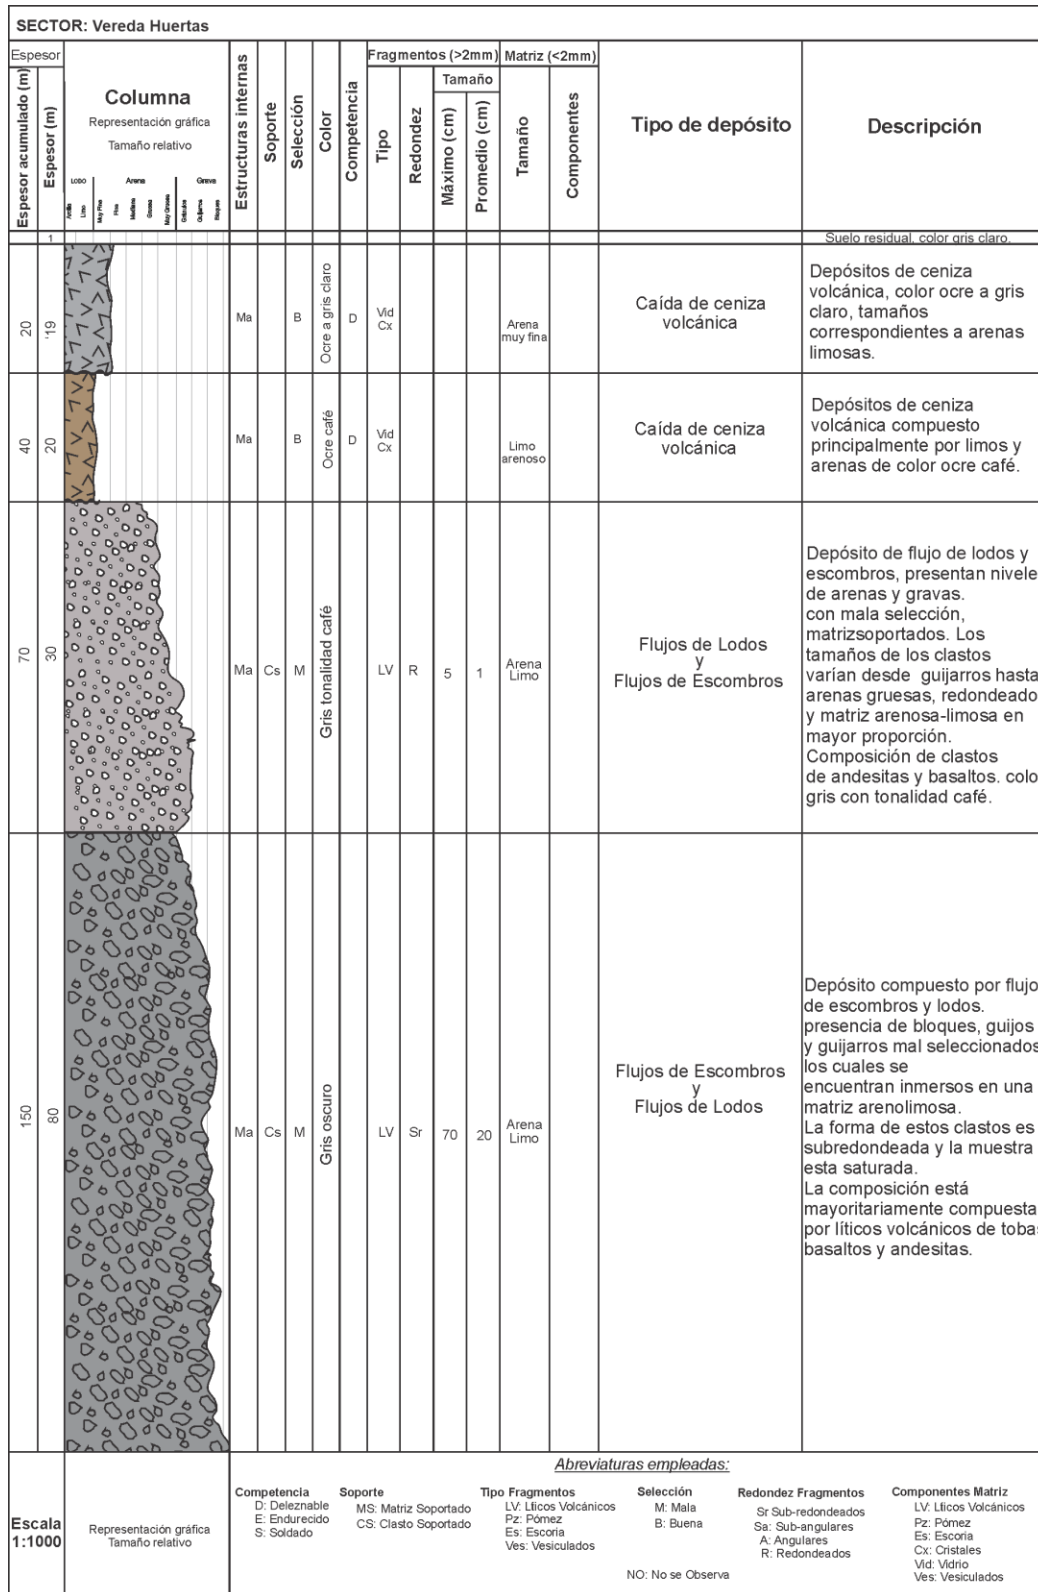 SECTOR: Vereda Huertas
Espesor
Espesor acumulado (m)
Espesor (m)
Columna
Representación gráfica
Tamaño relativo
LODO
Arena
Grava
Arcilla
Limo
Muy Fina
Fina
Mediana
Gruesa
Muy Gruesa
Gránulos
Guijarros
Bloques
Estructuras internas
Soporte
Selección
Color
Competencia
Fragmentos (>2mm)
Tipo
Redondez
Tamaño
Máximo (cm)
Promedio (cm)
Matriz (<2mm)
Tamaño
Componentes
Tipo de depósito
Descripción
1
Suelo residual, color gris claro.
20
'19
Ma
B
Ocre a gris claro
D
Vid
Cx
Arena
muy fina
Caída de ceniza
volcánica
Depósitos de ceniza
volcánica, color ocre a gris
claro, tamaños
correspondientes a arenas
limosas.
40
20
Ma
B
Ocre café
D
Vid
Cx
Limo
arenoso
Caída de ceniza
volcánica
Depósitos de ceniza
volcánica compuesto
principalmente por limos y
arenas de color ocre café.
70
30
Ma
Cs
M
Gris tonalidad café
LV
R
5
1
Arena
Limo
Flujos de Lodos
y
Flujos de Escombros
Depósito de flujo de lodos y
escombros, presentan nivele
de arenas y gravas.
con mala selección,
matrizsoportados. Los
tamaños de los clastos
varían desde guijarros hasta
arenas gruesas, redondeado
y matriz arenosa-limosa en
mayor proporción.
Composición de clastos
de andesitas y basaltos. colo
gris con tonalidad café.
150
80
Ma
Cs
M
Gris oscuro
LV
Sr
70
20
Arena
Limo
Flujos de Escombros
y
Flujos de Lodos
Depósito compuesto por flujo
de escombros y lodos.
presencia de bloques, guijos
y guijarros mal seleccionados
los cuales se
encuentran inmersos en una
matriz arenolimosa.
La forma de estos clastos es
subredondeada y la muestra
esta saturada.
La composición está
mayoritariamente compuesta
por líticos volcánicos de tobas
basaltos y andesitas.
Escala
1:1000
Representación gráfica
Tamaño relativo
Abreviaturas empleadas:
Competencia
D: Deleznable
E: Endurecido
S: Soldado
Soporte
MS: Matriz Soportado
CS: Clasto Soportado
Tipo Fragmentos
LV: Líticos Volcánicos
Pz: Pómez
Es: Escoria
Ves: Vesiculados
Selección
M: Mala
B: Buena
NO: No se Observa
Redondez Fragmentos
Sr Sub-redondeados
Sa: Sub-angulares
A: Angulares
R: Redondeados
Componentes Matriz
LV: Líticos Volcánicos
Pz: Pómez
Es: Escoria
Cx: Cristales
Vid: Vidrio
Ves: Vesiculados